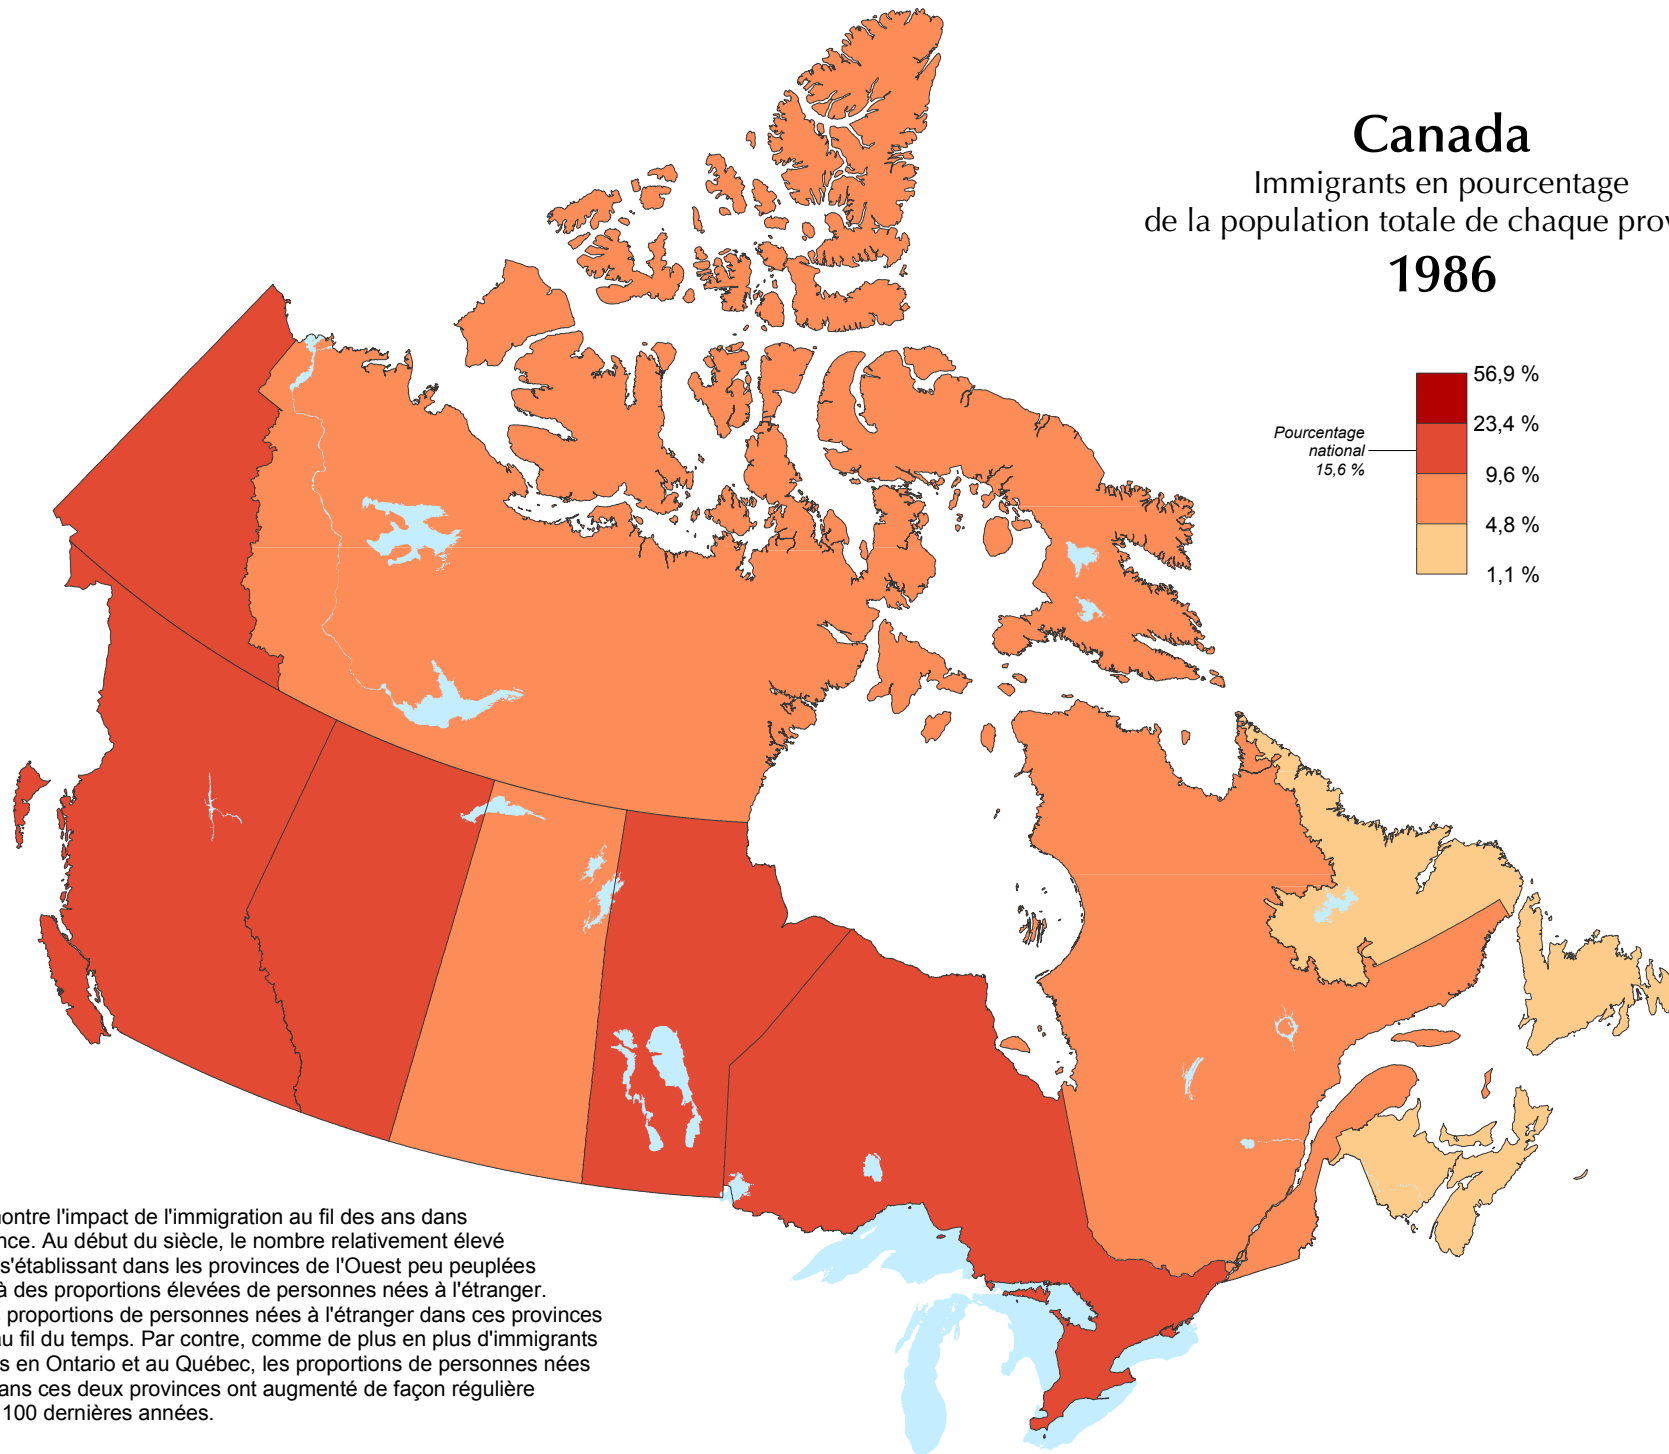 Canada
Immigrants en pourcentage
de la population totale de chaque
1986
56,9 %
23,4 %
9,6 %
4,8 %
1,1 %
Pourcentage
national
15,6 %
l'impact de l'immigration au fil des ans dans
Au début du siècle, le nombre relativement élevé
s'établissant dans les provinces de l'Ouest peu peuplées
à des proportions élevées de personnes nées à l'étranger.
proportions de personnes nées à l'étranger dans ces provinces
au fil du temps. Par contre, comme de plus en plus d'immigrants
en Ontario et au Québec, les proportions de personnes nées
dans ces deux provinces ont augmenté de façon régulière
100 dernières années.